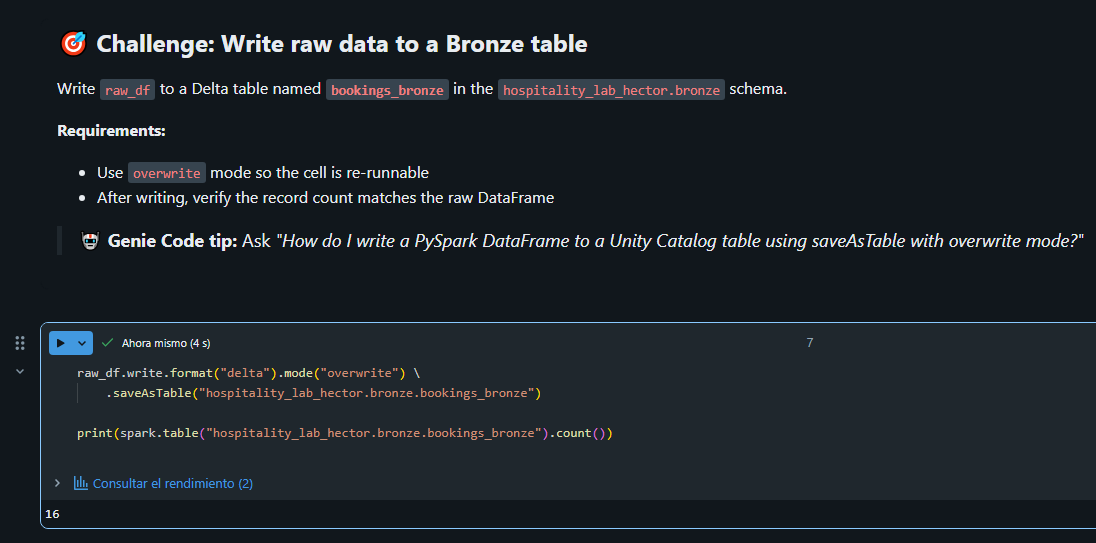 🎯 Challenge: Write raw data to a Bronze table
Write raw_df to a Delta table named bookings_bronze in the hospitality_lab_hector.bronze schema.
Requirements:
• Use overwrite mode so the cell is re-runnable
• After writing, verify the record count matches the raw DataFrame
Genie Code tip: Ask "How do I write a PySpark DataFrame to a Unity Catalog table using saveAsTable with overwrite mode?"
Ahora mismo (4 s)
7
raw_df.write.format("delta").mode("overwrite") \
    .saveAsTable("hospitality_lab_hector.bronze.bookings_bronze")
print(spark.table("hospitality_lab_hector.bronze.bookings_bronze").count())
Consultar el rendimiento (2)
16